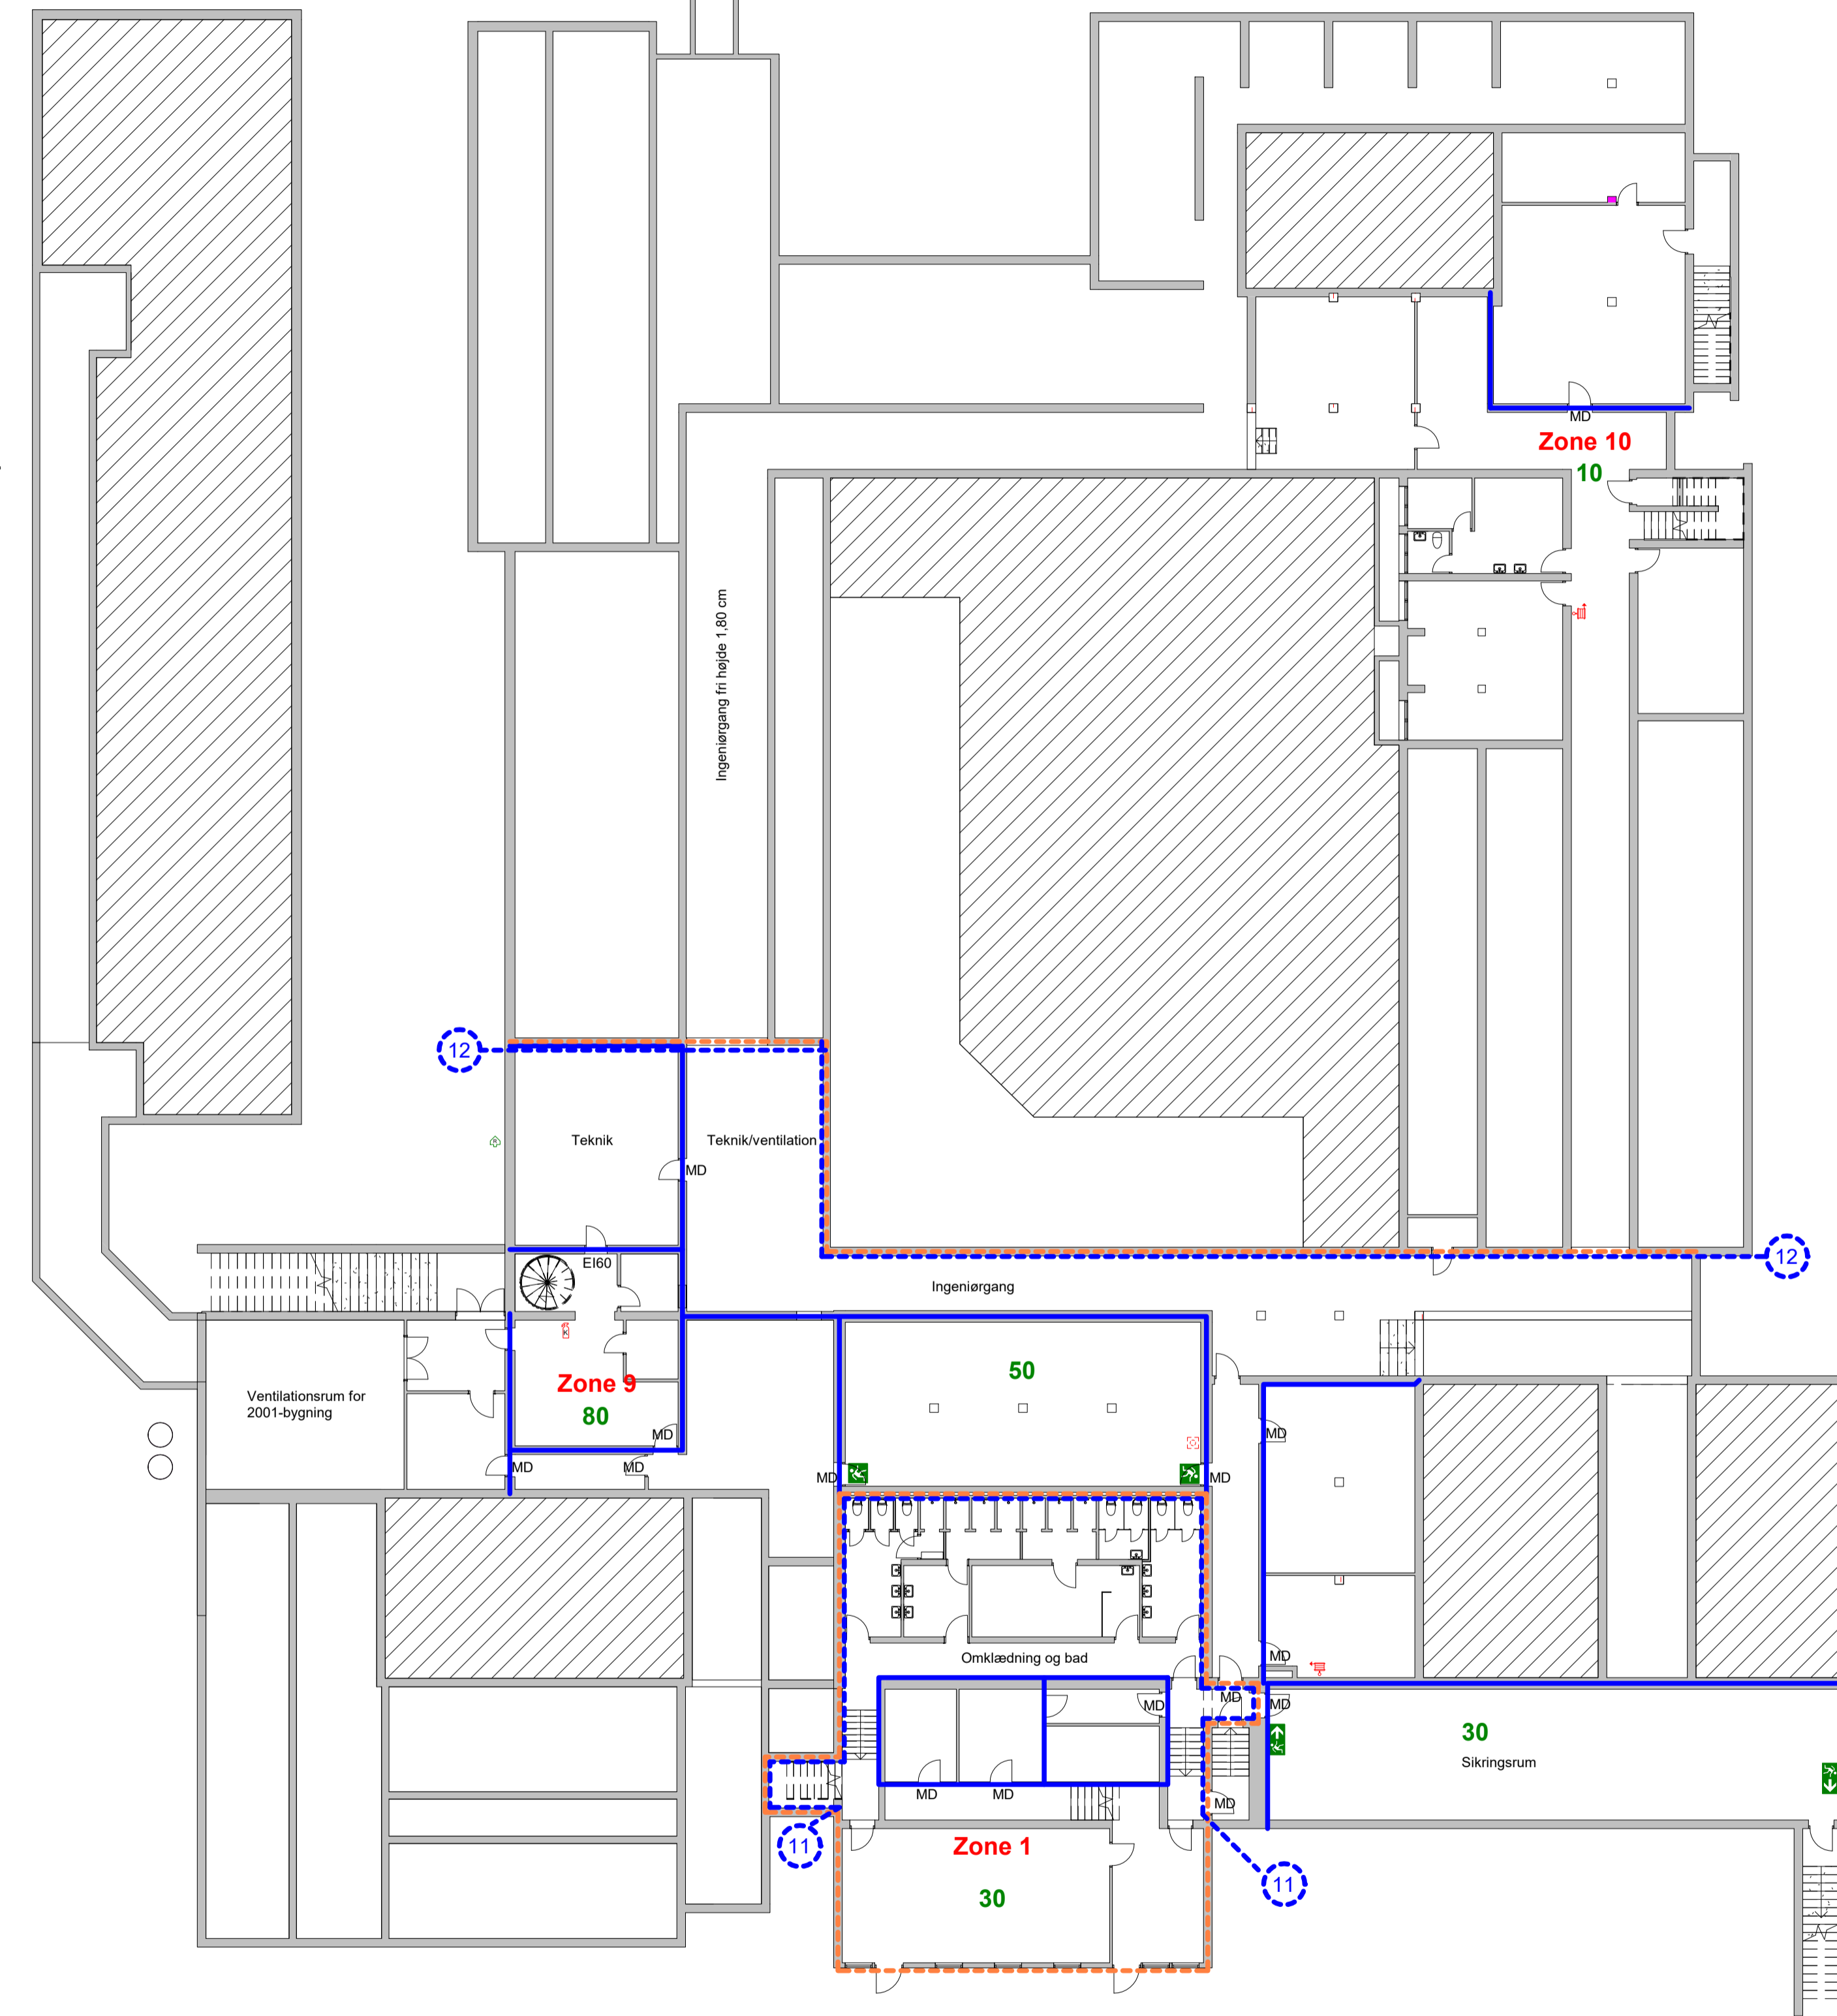 MD
Zone 10
10
Ingeniørgang fri højde 1,80 cm
12
Teknik
Teknik/ventilation
MD
EI60
12
Ingeniørgang
50
Zone 9
80
Ventilationsrum for
2001-bygning
MD
MD
MD
MD
MD
MD
Omklædning og bad
MD
MD
MD
MD
30
Sikringsrum
MD
MD
MD
11
Zone 1
11
30